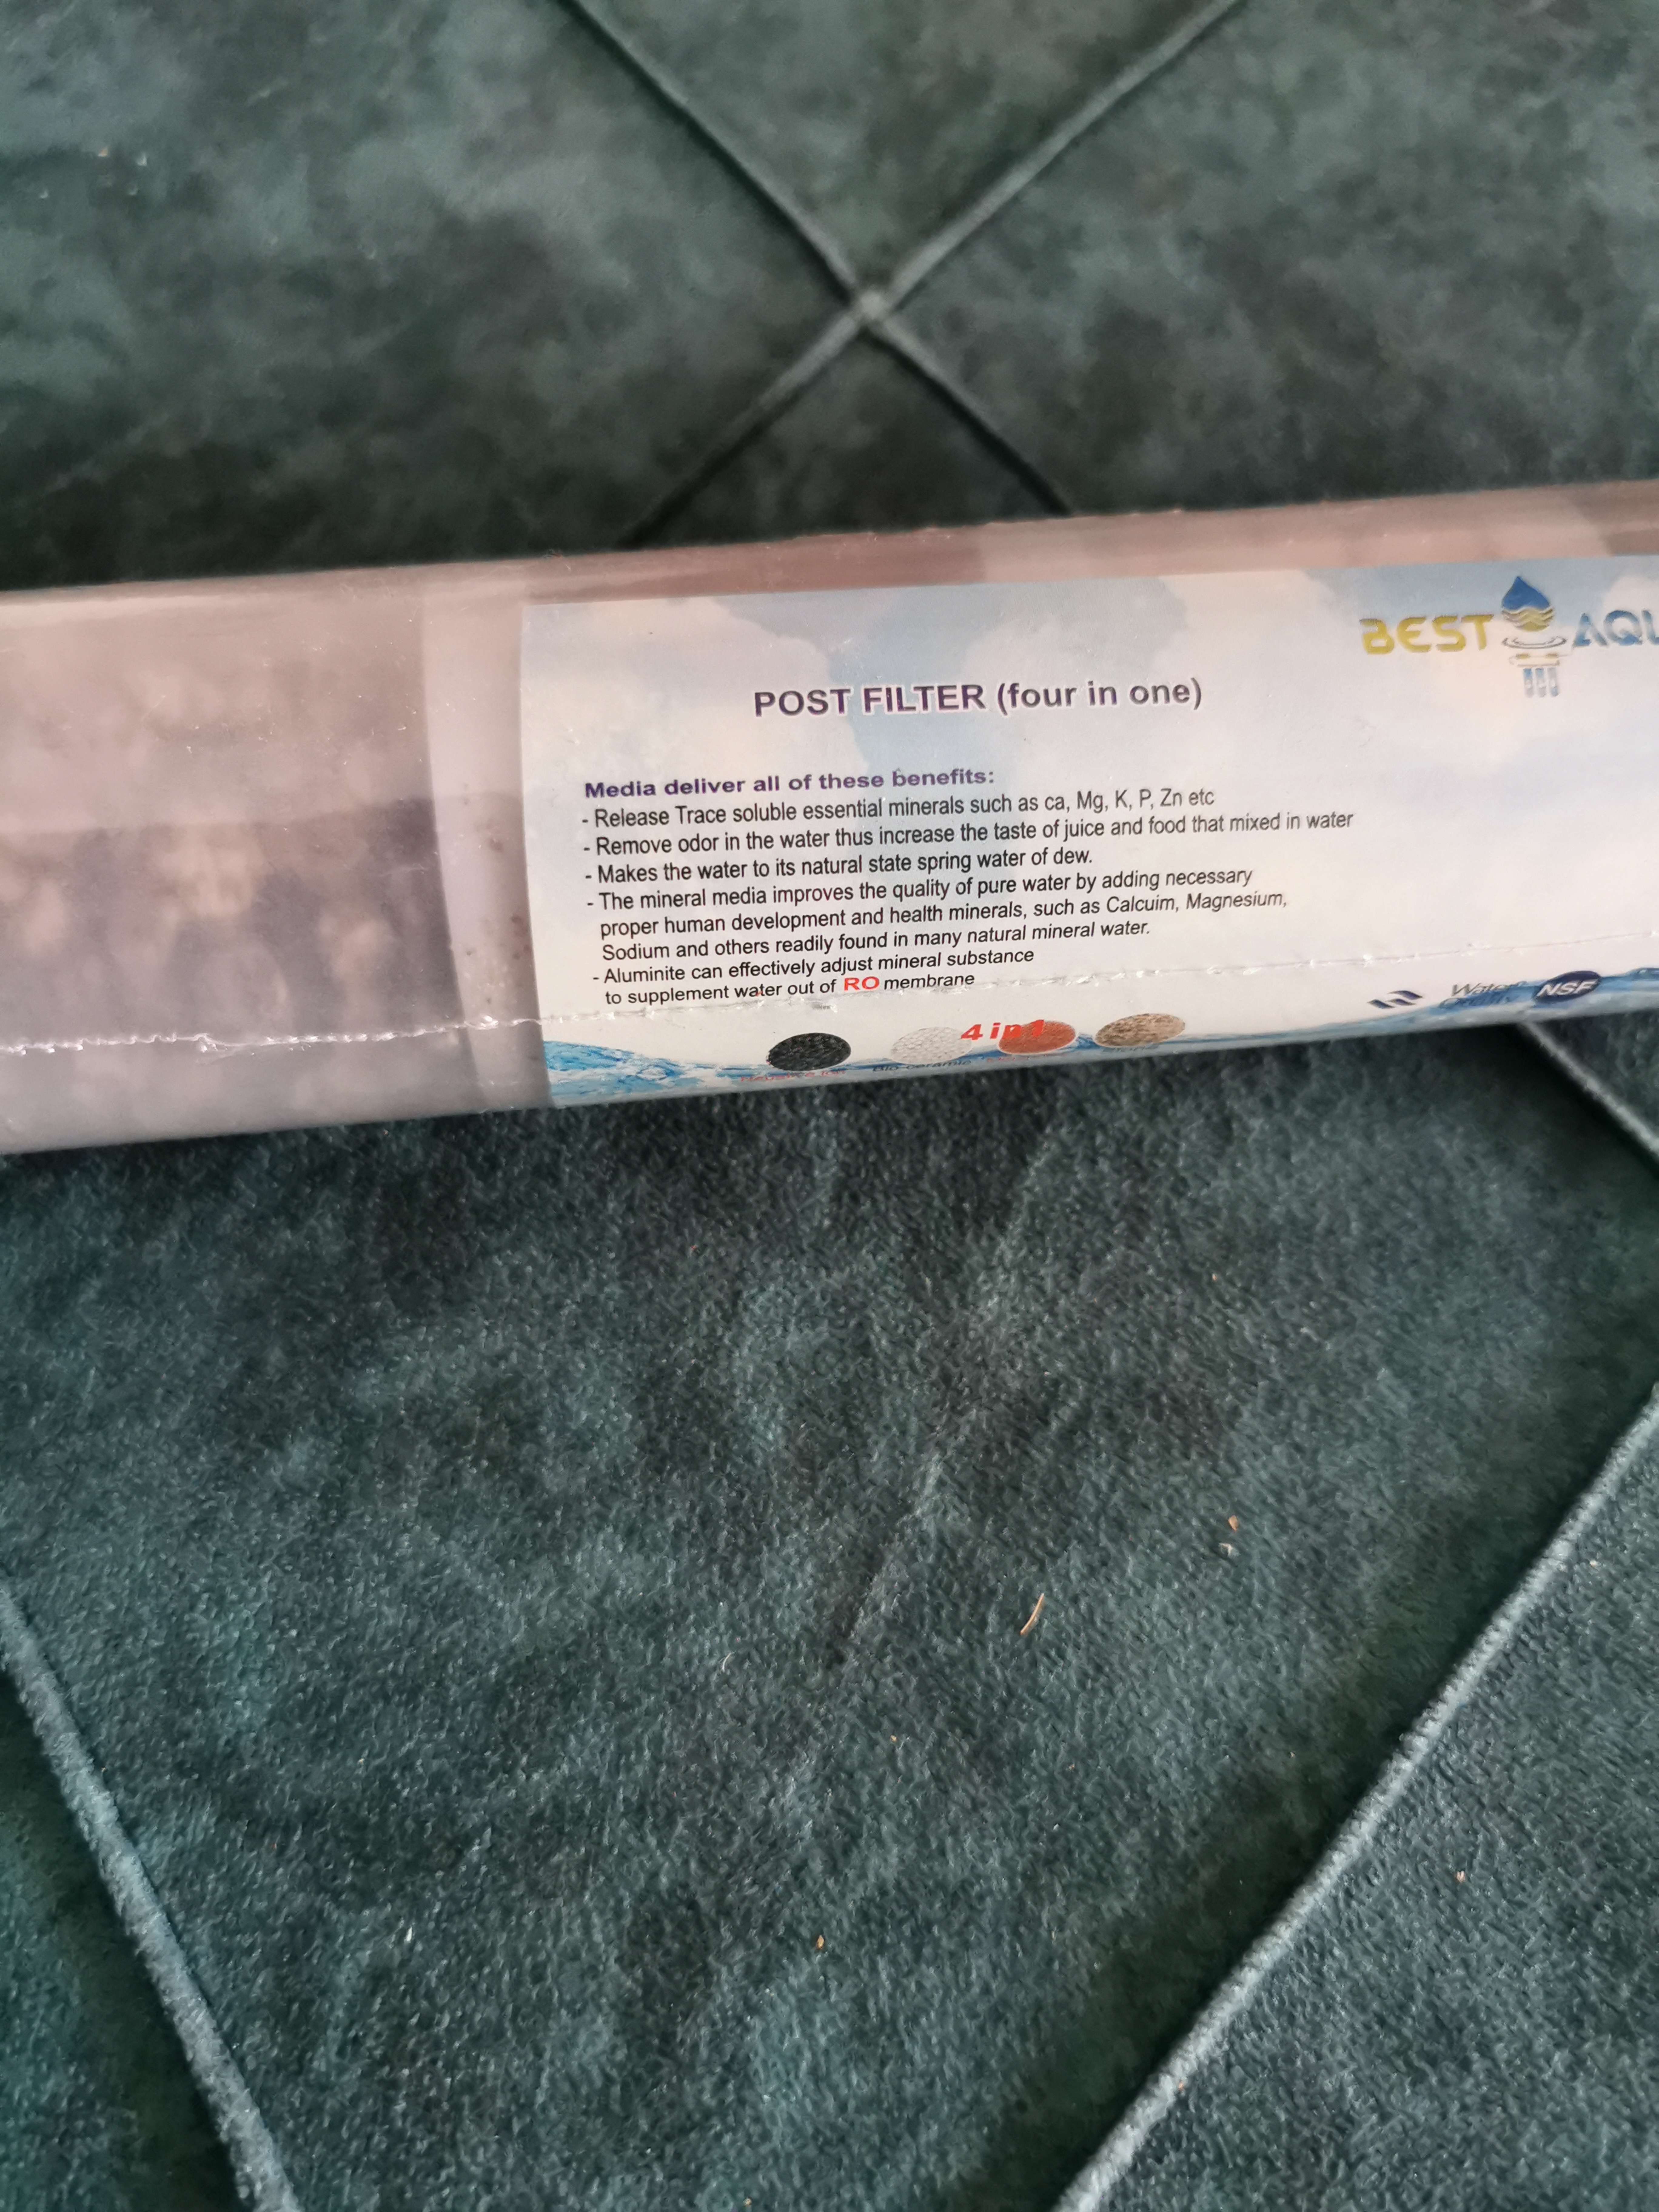 BEST AQU
POST FILTER (four in one)
Media deliver all of these benefits:
- Release Trace soluble essential minerals such as ca, Mg, K, P, Zn etc
- Remove odor in the water thus increase the taste of juice and food that mixed in water
- Makes the water to its natural state spring water of dew.
- The mineral media improves the quality of pure water by adding necessary
proper human development and health minerals, such as Calcuim, Magnesium,
Sodium and others readily found in many natural mineral water.
- Aluminite can effectively adjust mineral substance
to supplement water out of RO membrane
4 in 1
Water
Quality
NSF